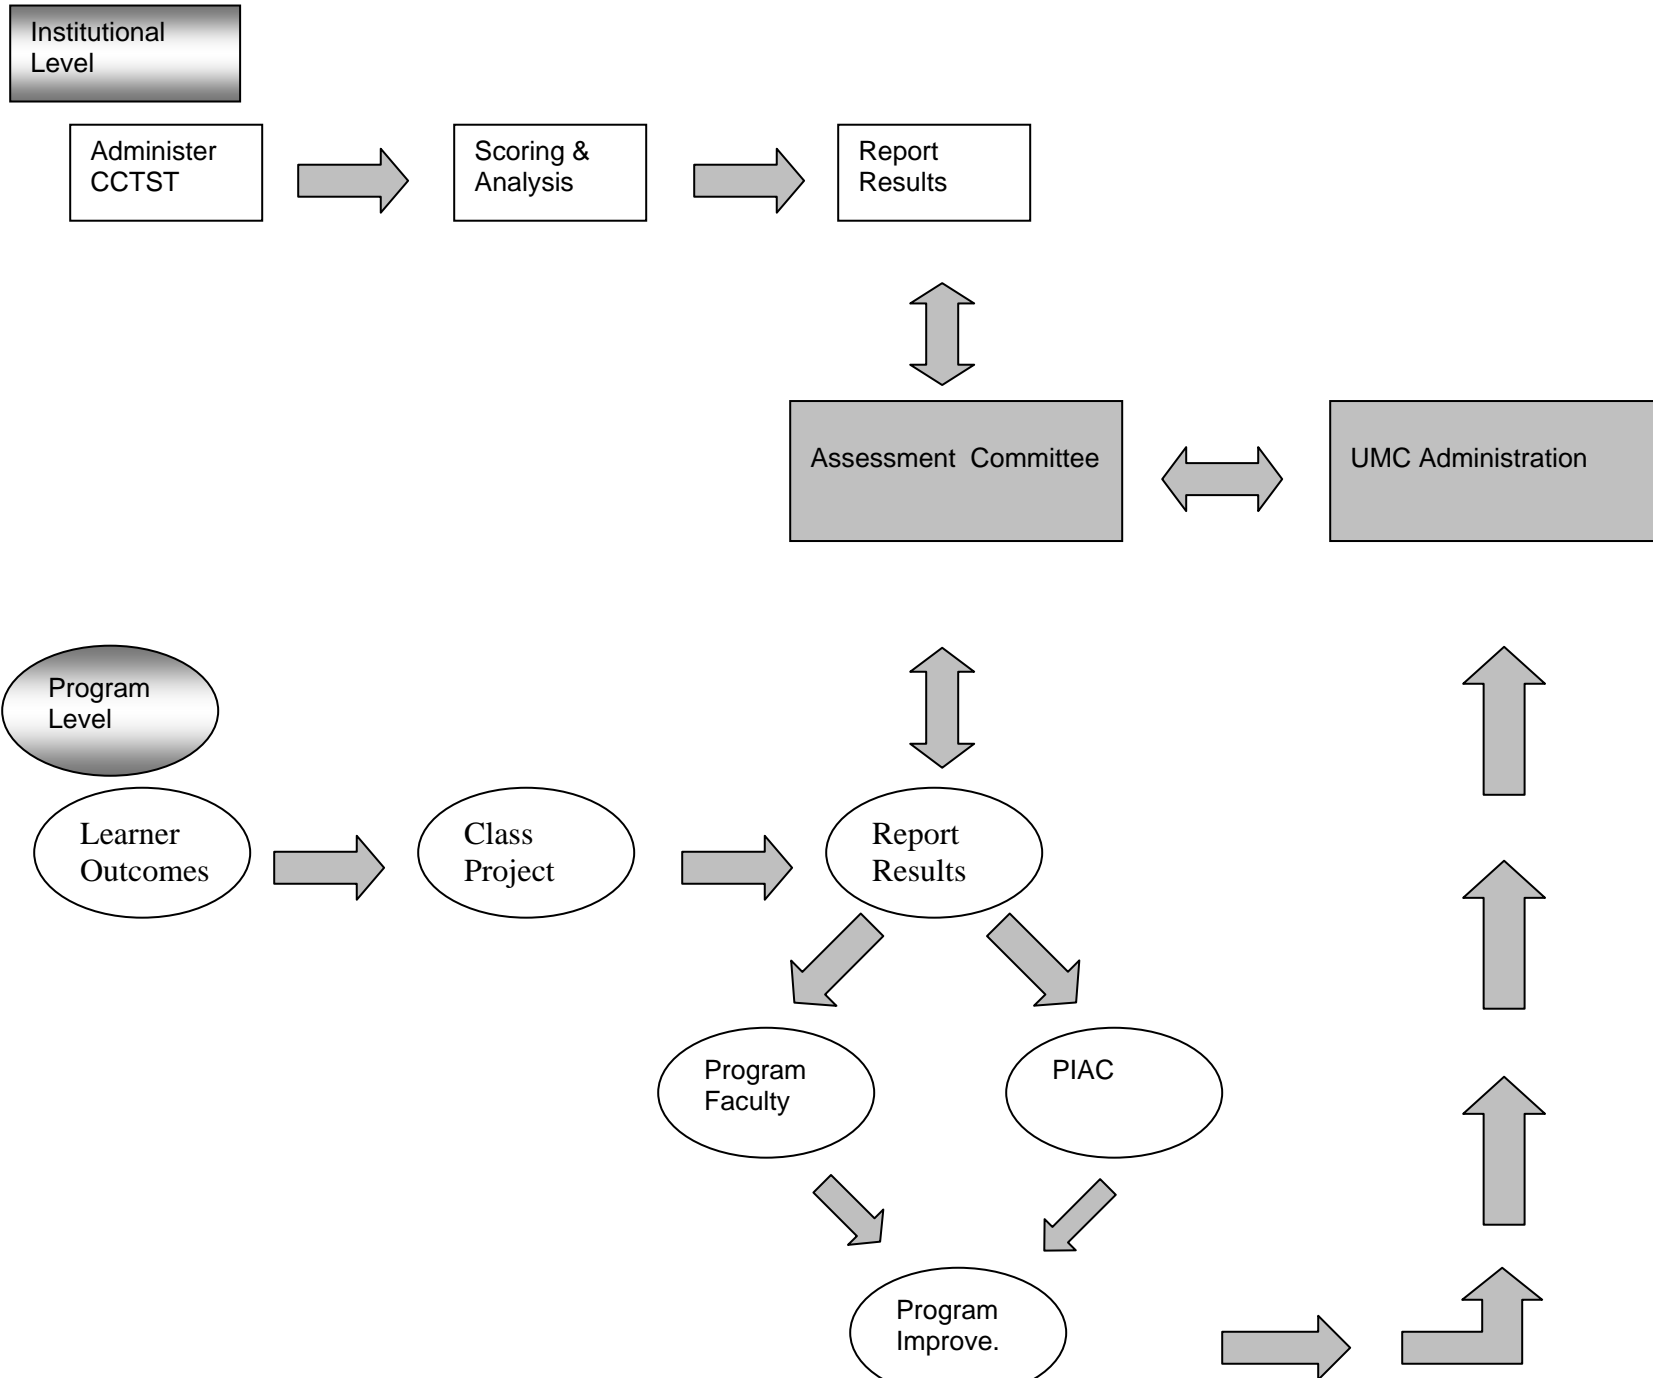 Institutional
Level
Administer
CCTST
Scoring &
Analysis
Report
Results
Assessment  Committee
UMC Administration
Program
Level
Learner
Outcomes
Class
Project
Report
Results
Program
Faculty
PIAC
Program
Improve.